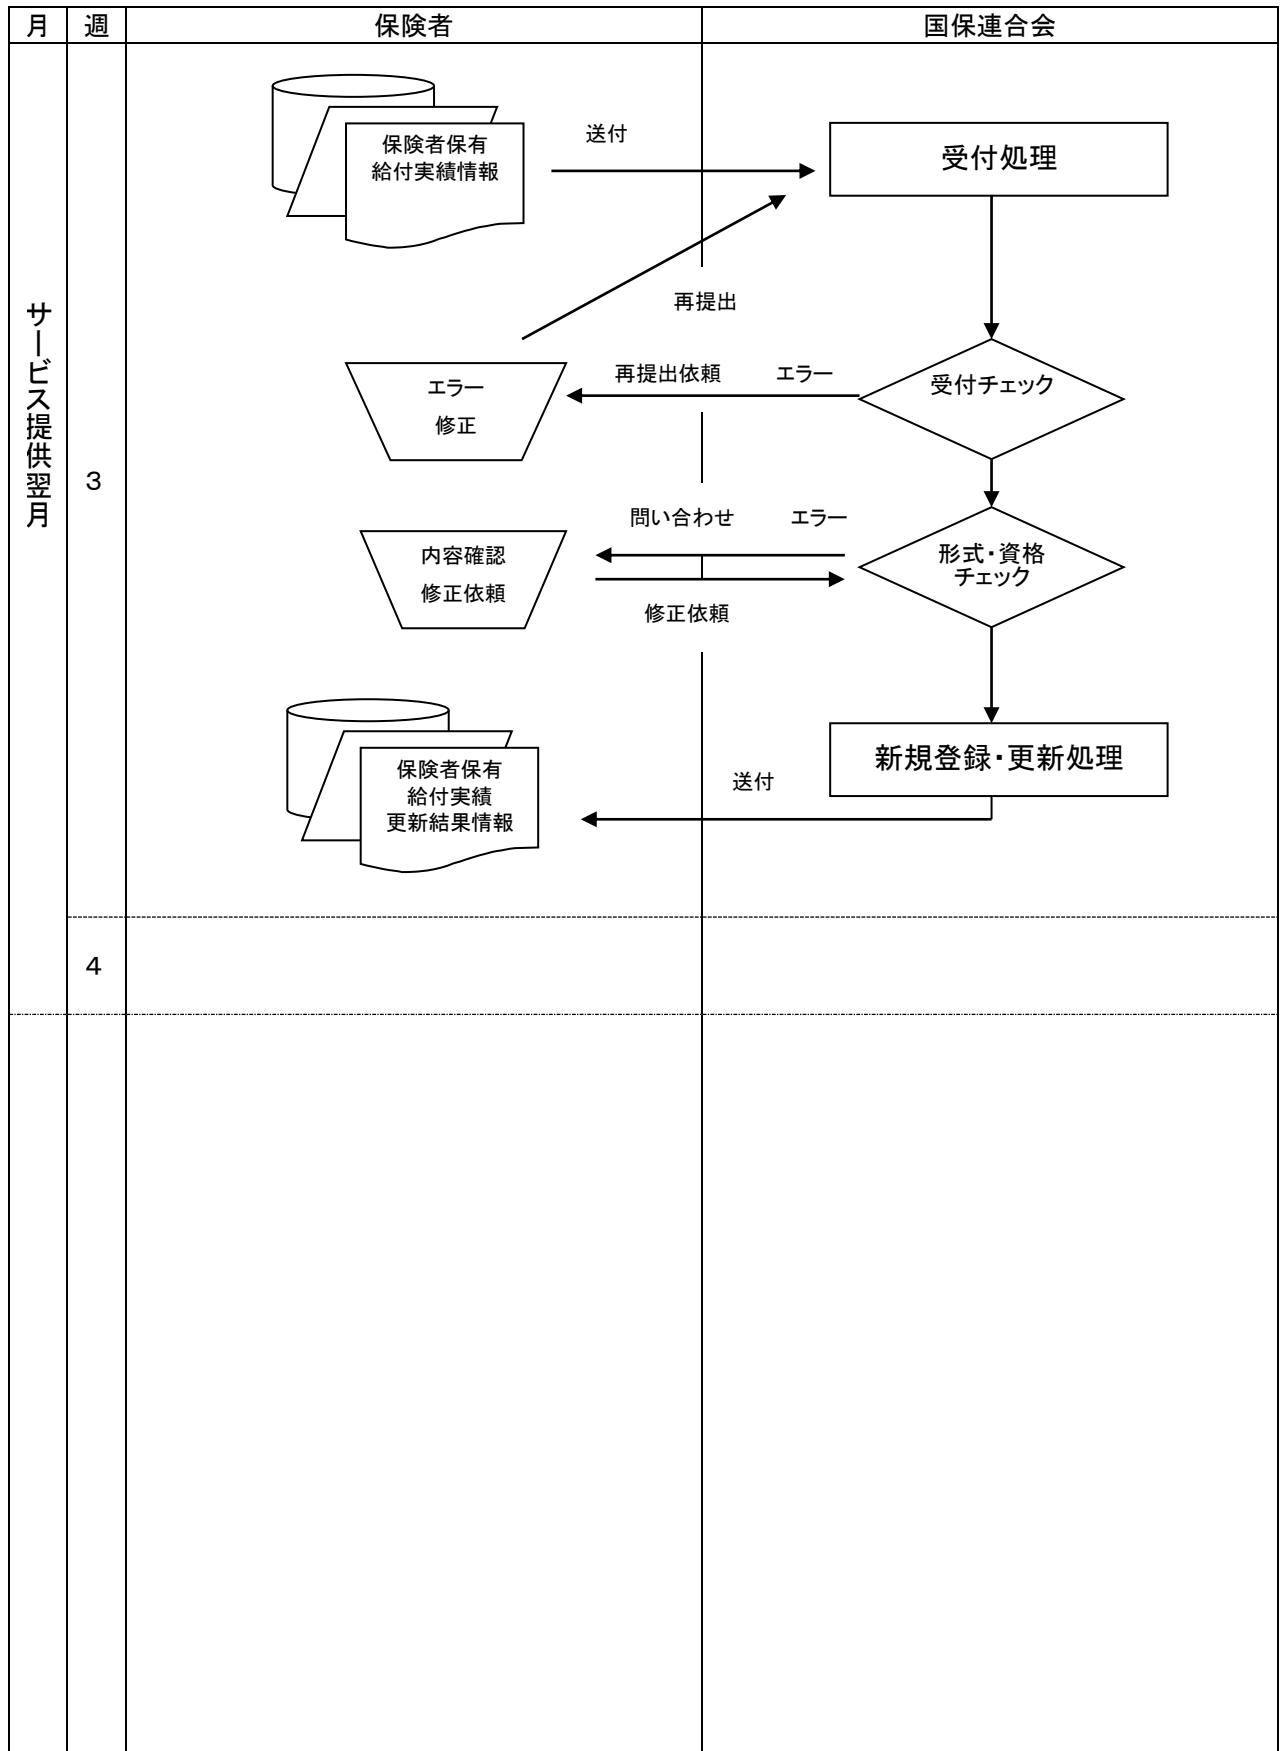 月 週 保険者 国保連合会
保険者保有
給付実績情報
送付
受付処理
再提出
サービス提供翌月
3
エラー
修正
再提出依頼 エラー
受付チェック
問い合わせ エラー
内容確認
修正依頼
形式・資格
チェック
修正依頼
保険者保有
給付実績
更新結果情報
送付
新規登録・更新処理
4